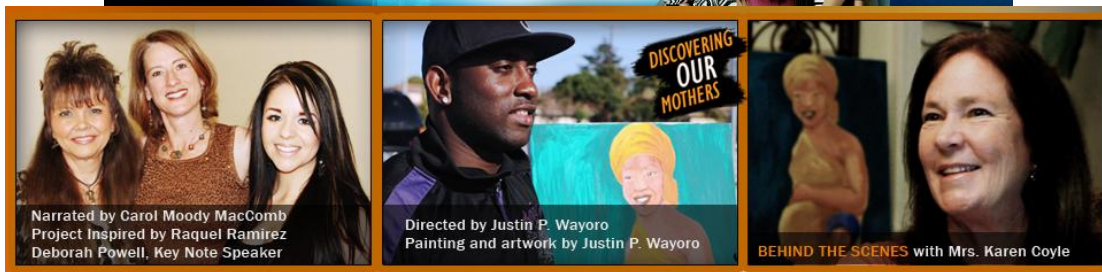 Narrated by Carol Moody MacComb
Project Inspired by Raquel Ramirez
Deborah Powell, Key Note Speaker
DISCOVERING
OUR
MOTHERS
Directed by Justin P. Wayoro
Painting and artwork by Justin P. Wayoro
BEHIND THE SCENES with Mrs. Karen Coyle